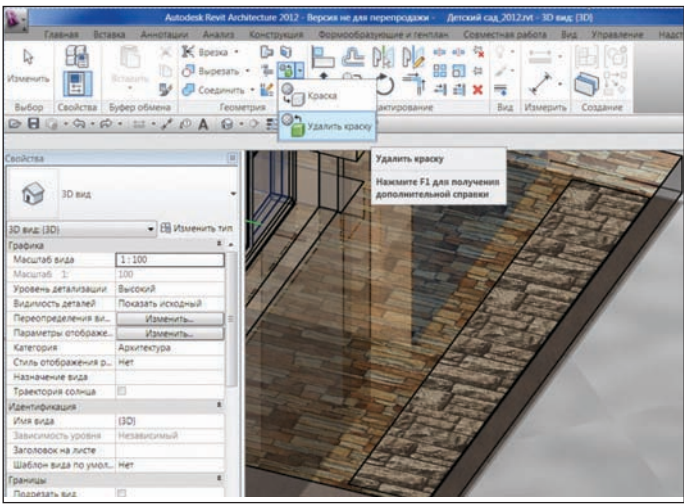 Autodesk Revit Architecture 2012 - Версия не для перепродажи - Детский сад_2012.rvt - 3D вид: {3D}
Главная Вставка Аннотации Анализ Конструкция Формообразующие и генплан Совместная работа Вид Управление Надст
Изменить
Вставить
Врезка
Вырезать
Соединить
Выбор Свойства Буфер обмена Геометрия актирование Вид Измерить Создание
Краска
Удалить краску
Удалить краску
Нажмите F1 для получения
дополнительной справки
Свойства
3D вид
3D вид: {3D} Изменить тип
Графика
Масштаб вида 1 : 100
Масштаб 1: 100
Уровень детализации Высокий
Видимость деталей Показать исходный
Переопределения ви... Изменить...
Параметры отображе... Изменить...
Категория Архитектура
Стиль отображения р... Нет
Назначение вида
Траектория солнца
Идентификация
Имя вида {3D}
Зависимость уровня Независимый
Заголовок на листе
Шаблон вида по умол... Нет
Границы
Подрезать вид